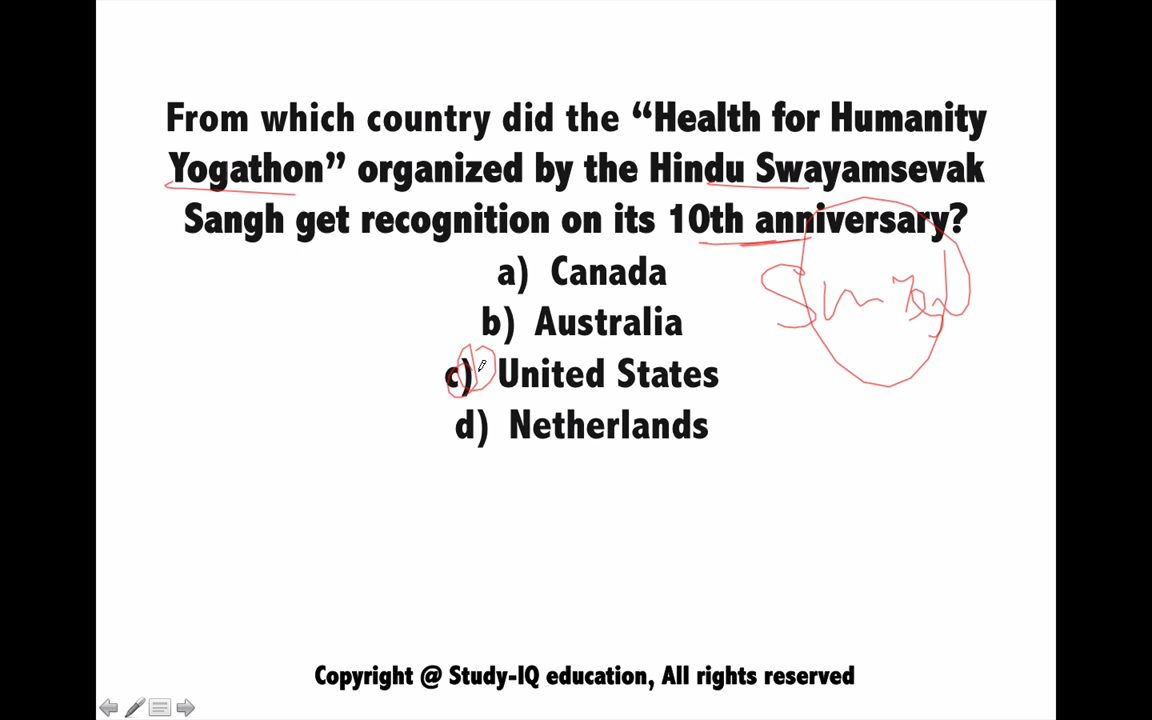 From which country did the “Health for Humanity
Yogathon” organized by the Hindu Swayamsevak
Sangh get recognition on its 10th anniversary?
a) Canada
b) Australia
c) United States
d) Netherlands
Copyright @ Study-IQ education, All rights reserved